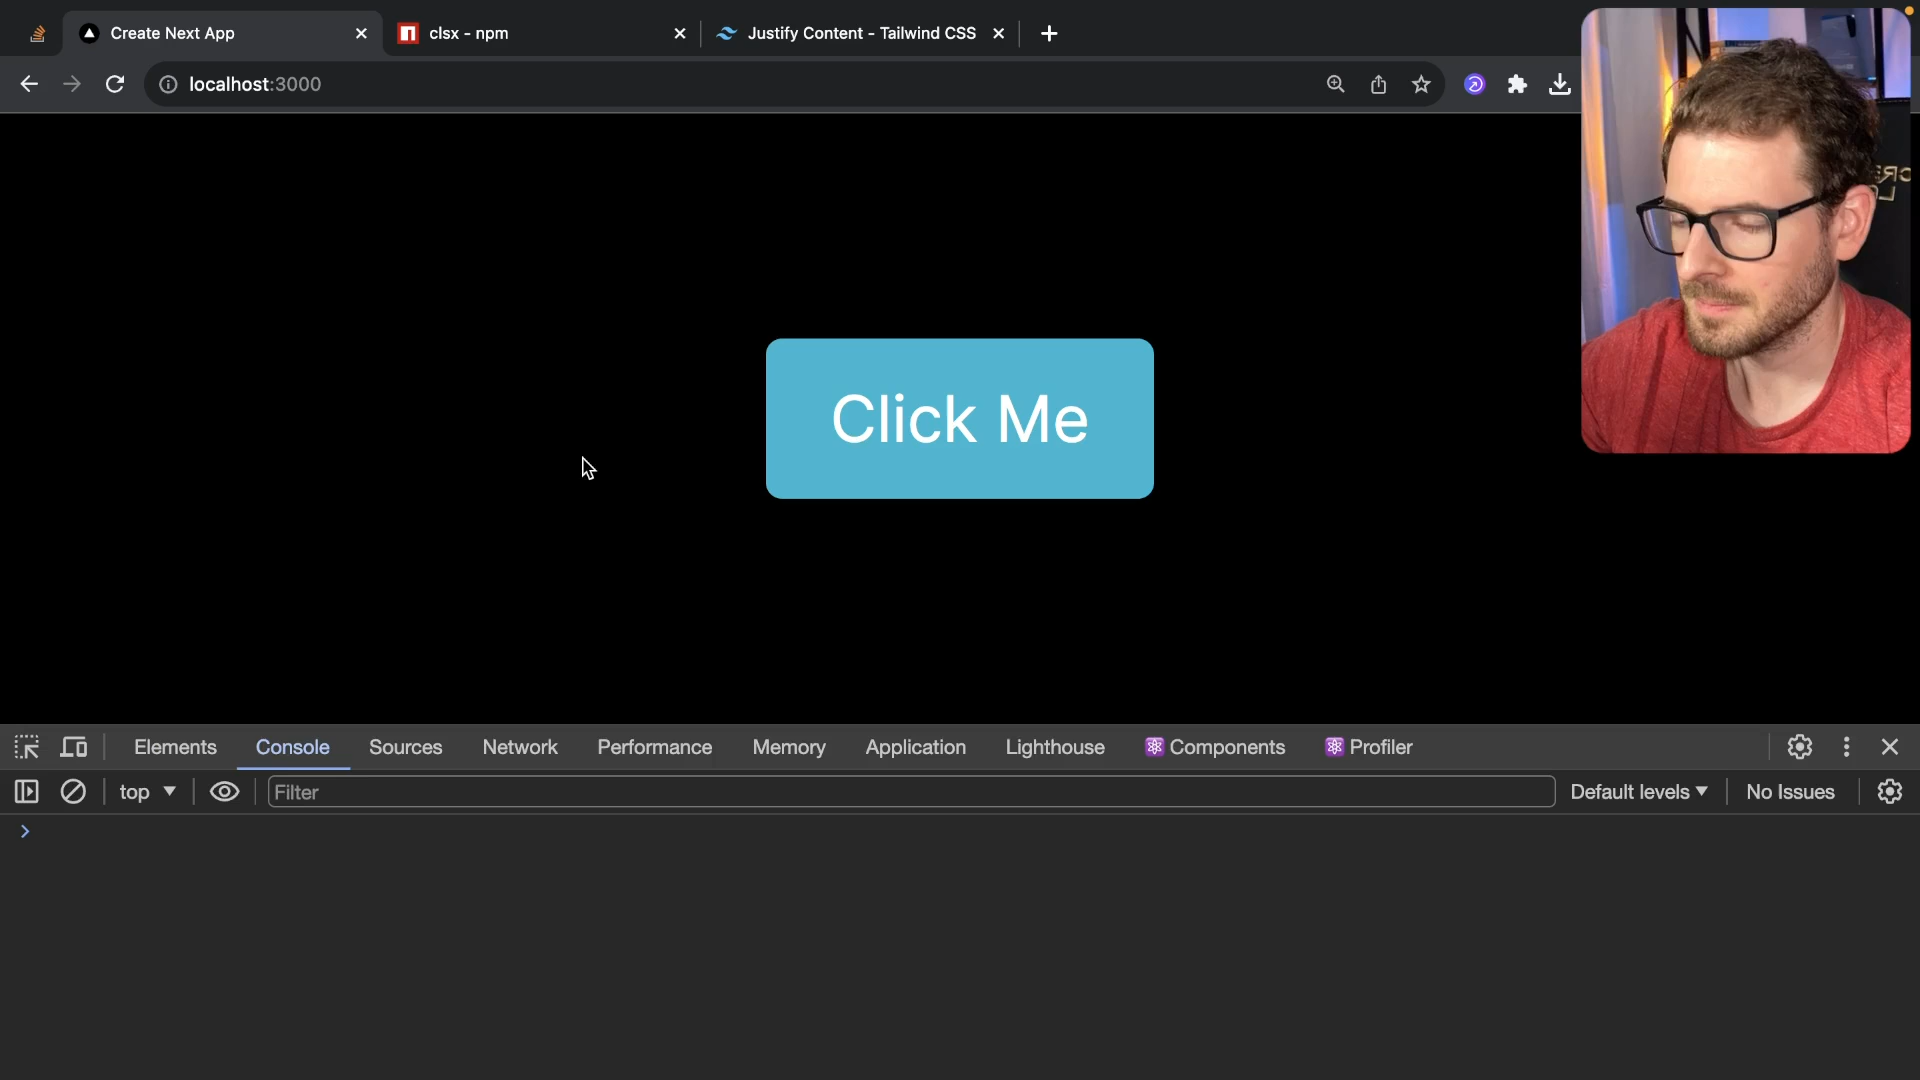 Create Next App
clsx - npm
Justify Content - Tailwind CSS
localhost:3000
Click Me
Elements
Console
Sources
Network
Performance
Memory
Application
Lighthouse
Components
Profiler
top
Filter
Default levels
No Issues